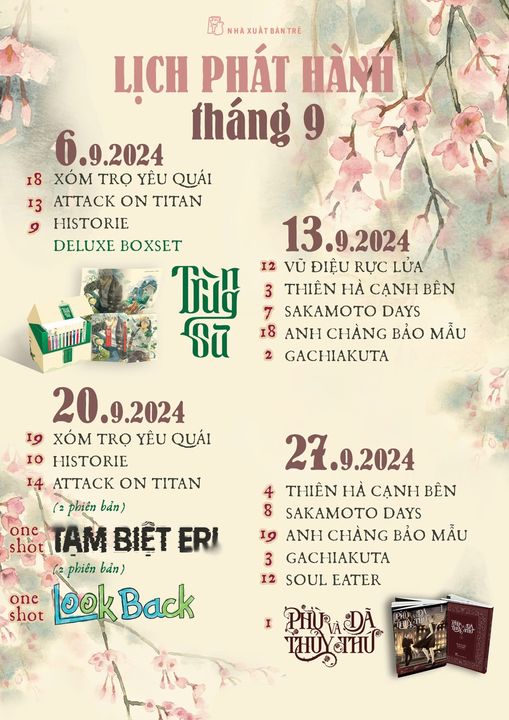 NHÀ XUẤT BẢN TRẺ
LỊCH PHÁT HÀNH
tháng 9
6.9.2024
18 XÓM TRỌ YÊU QUÁI
13 ATTACK ON TITAN
9 HISTORIE
DELUXE BOXSET
Trùng Sư
13.9.2024
12 VŨ ĐIỆU RỰC LỬA
3 THIÊN HÀ CẠNH BÊN
7 SAKAMOTO DAYS
18 ANH CHÀNG BẢO MẪU
2 GACHIAKUTA
20.9.2024
19 XÓM TRỌ YÊU QUÁI
10 HISTORIE
14 ATTACK ON TITAN
(2 phiên bản)
one shot TẠM BIỆT ERI
(2 phiên bản)
one shot Look Back
27.9.2024
4 THIÊN HÀ CẠNH BÊN
8 SAKAMOTO DAYS
19 ANH CHÀNG BẢO MẪU
3 GACHIAKUTA
12 SOUL EATER
1 PHÙ THỦY VÀ DÃ THÚ